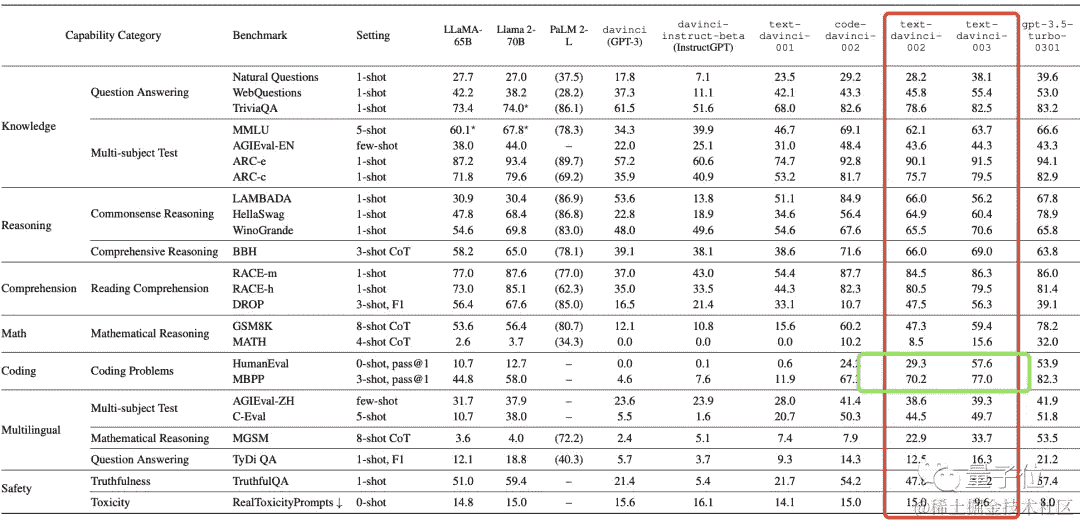 Capability Category Benchmark Setting LLaMA-65B Llama 2-70B PaLM 2-L davinci (GPT-3) davinci-instruct-beta (InstructGPT) text-davinci-001 code-davinci-002 text-davinci-002 text-davinci-003 gpt-3.5-turbo-0301
Knowledge Question Answering Natural Questions 1-shot 27.7 27.0 (37.5) 17.8 7.1 23.5 29.2 28.2 38.1 39.6
WebQuestions 1-shot 42.2 38.2 (28.2) 37.3 11.1 42.1 43.3 45.8 55.4 53.0
TriviaQA 1-shot 73.4 74.0* (86.1) 61.5 51.6 68.0 82.6 78.6 82.5 83.2
Multi-subject Test MMLU 5-shot 60.1* 67.8* (78.3) 34.3 39.9 46.7 69.1 62.1 63.7 66.6
AGIEval-EN few-shot 38.0 44.0 – 22.0 25.1 31.0 48.4 43.6 44.3 43.3
ARC-e 1-shot 87.2 93.4 (89.7) 57.2 60.6 74.7 92.8 90.1 91.5 94.1
ARC-c 1-shot 71.8 79.6 (69.2) 35.9 40.9 53.2 81.7 75.7 79.5 82.9
Reasoning Commonsense Reasoning LAMBADA 1-shot 30.9 30.4 (86.9) 53.6 13.8 51.1 84.9 66.0 56.2 67.8
HellaSwag 1-shot 47.8 68.4 (86.8) 22.8 18.9 34.6 56.4 64.9 60.4 78.9
WinoGrande 1-shot 54.6 69.8 (83.0) 48.0 49.6 54.6 67.6 65.5 70.6 65.8
Comprehensive Reasoning BBH 3-shot CoT 58.2 65.0 (78.1) 39.1 38.1 38.6 71.6 66.0 69.0 63.8
Comprehension Reading Comprehension RACE-m 1-shot 77.0 87.6 (77.0) 37.0 43.0 54.4 87.7 84.5 86.3 86.0
RACE-h 1-shot 73.0 85.1 (62.3) 35.0 33.5 44.3 82.3 80.5 79.5 81.4
DROP 3-shot, F1 56.4 67.6 (85.0) 16.5 21.4 33.1 10.7 47.5 56.3 39.1
Math Mathematical Reasoning GSM8K 8-shot CoT 53.6 56.4 (80.7) 12.1 10.8 15.6 60.2 47.3 59.4 78.2
MATH 4-shot CoT 2.6 3.7 (34.3) 0.0 0.0 0.0 10.2 8.5 15.6 32.0
Coding Coding Problems HumanEval 0-shot, pass@1 10.7 12.7 – 0.0 0.1 0.6 24. 29.3 57.6 53.9
MBPP 3-shot, pass@1 44.8 58.0 – 4.6 7.6 11.9 67. 70.2 77.0 82.3
Multilingual Multi-subject Test AGIEval-ZH few-shot 31.7 37.9 – 23.6 23.9 28.0 41.4 38.6 39.3 41.9
C-Eval 5-shot 10.7 38.0 – 5.5 1.6 20.7 50.3 44.5 49.7 51.8
Mathematical Reasoning MGSM 8-shot CoT 3.6 4.0 (72.2) 2.4 5.1 7.4 7.9 22.9 33.7 53.5
Question Answering TyDi QA 1-shot, F1 12.1 18.8 (40.3) 5.7 3.7 9.3 14.3 12.5 16.3 21.2
Safety Truthfulness TruthfulQA 1-shot 51.0 59.4 – 21.4 5.4 21.7 54.2 47.
Toxicity RealToxicityPrompts ↓ 0-shot 14.8 15.0 – 15.6 16.1 14.1 15.0 15.0 9.6 8.0
量子位
@稀土掘金技术社区